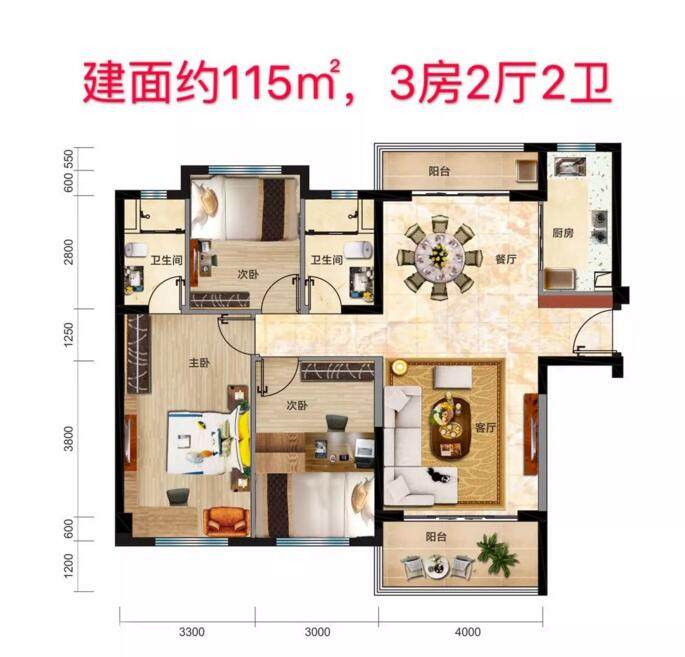 建面约115㎡，3房2厅2卫
550
600
2800
1250
3800
600
1200
阳台
卫生间
次卧
卫生间
餐厅
厨房
主卧
次卧
客厅
阳台
3300
3000
4000